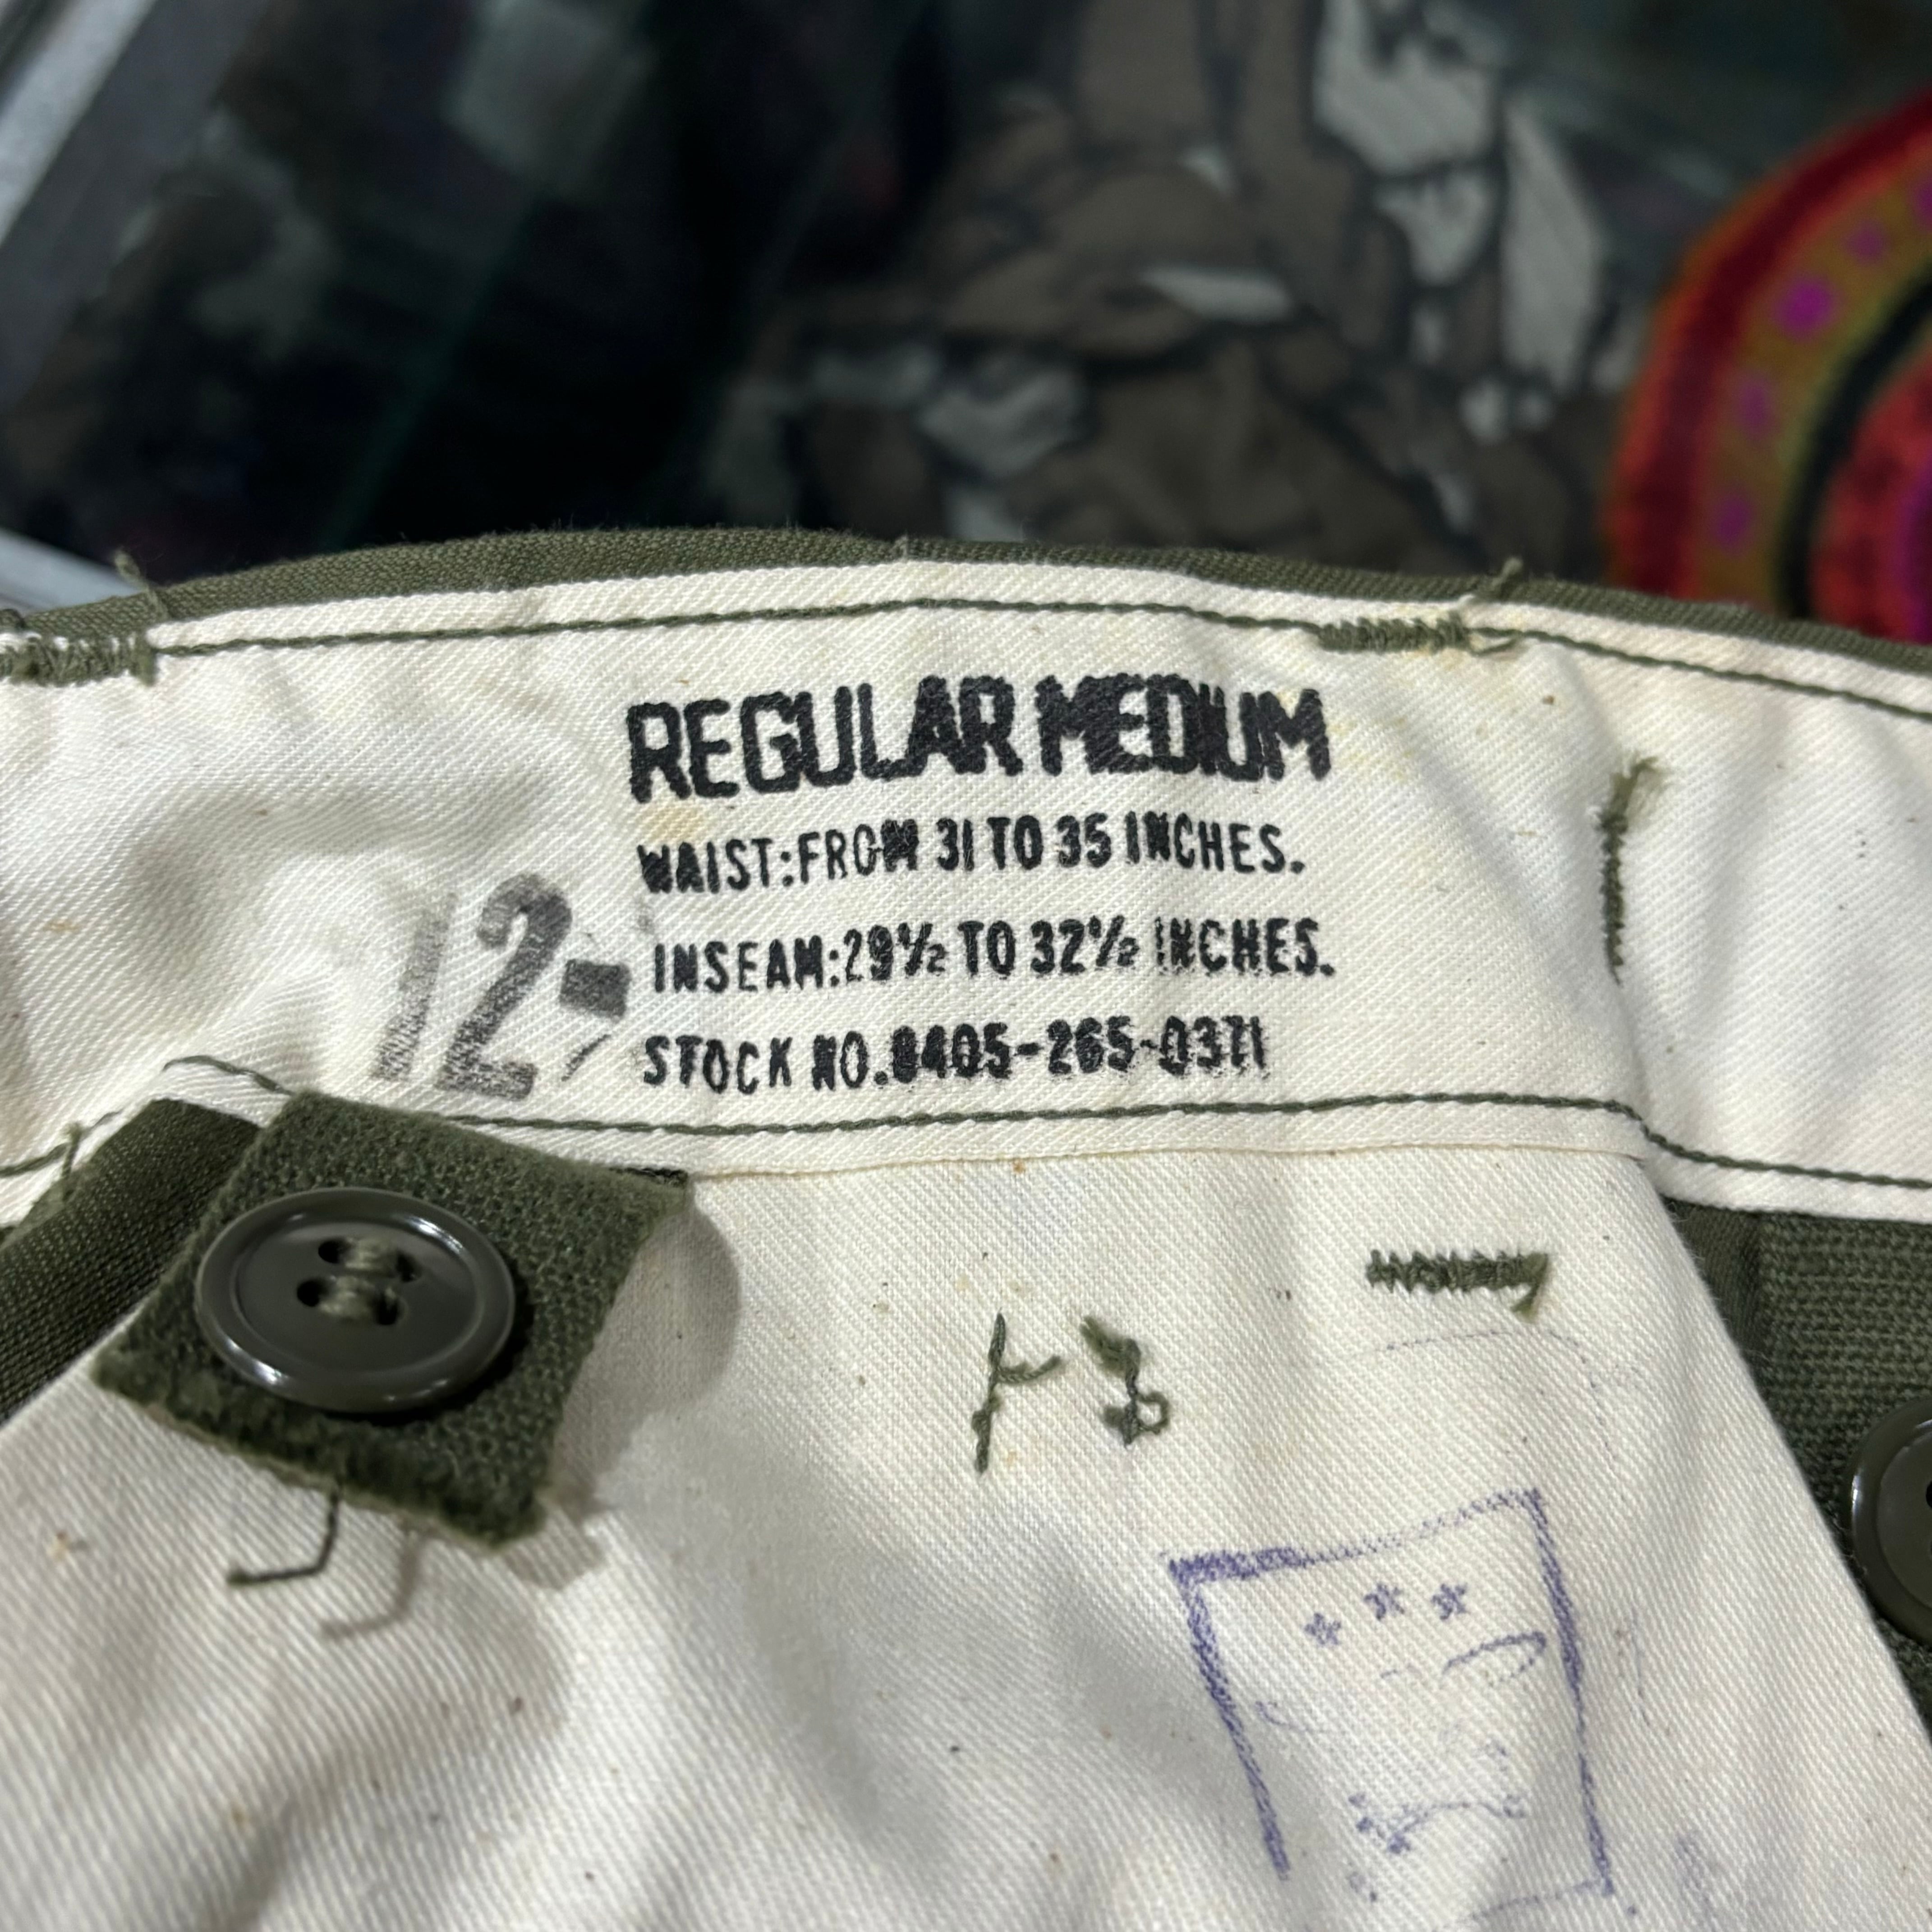 REGULAR MEDIUM
WAIST:FROM 31 TO 35 INCHES.
INSEAM:29½ TO 32½ INCHES.
STOCK NO.8405-265-0371
12-